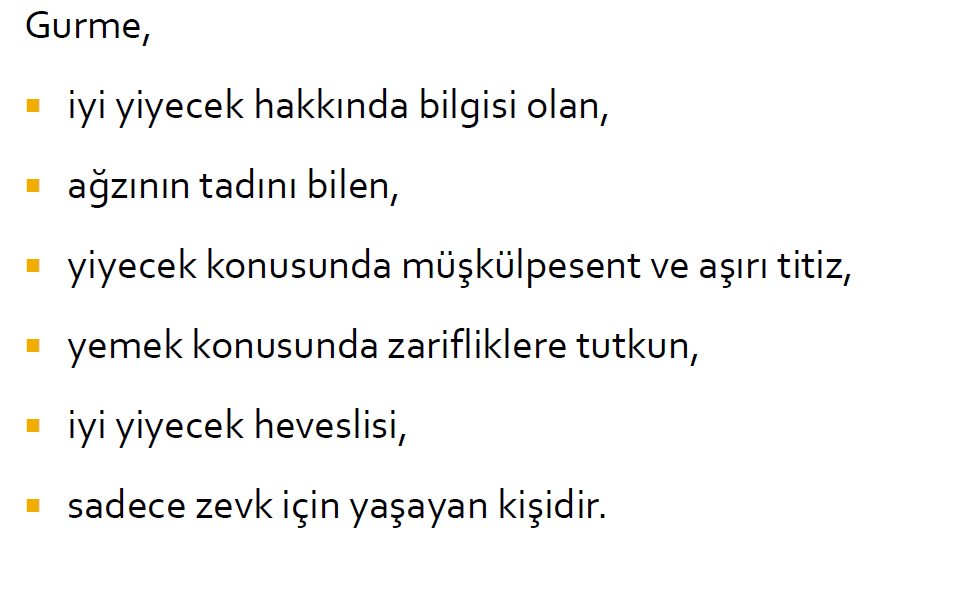 Gurme,
▪ iyi yiyecek hakkında bilgisi olan,
▪ ağzının tadını bilen,
▪ yiyecek konusunda müşkülpesent ve aşırı titiz,
▪ yemek konusunda zarifliklere tutkun,
▪ iyi yiyecek heveslisi,
▪ sadece zevk için yaşayan kişidir.